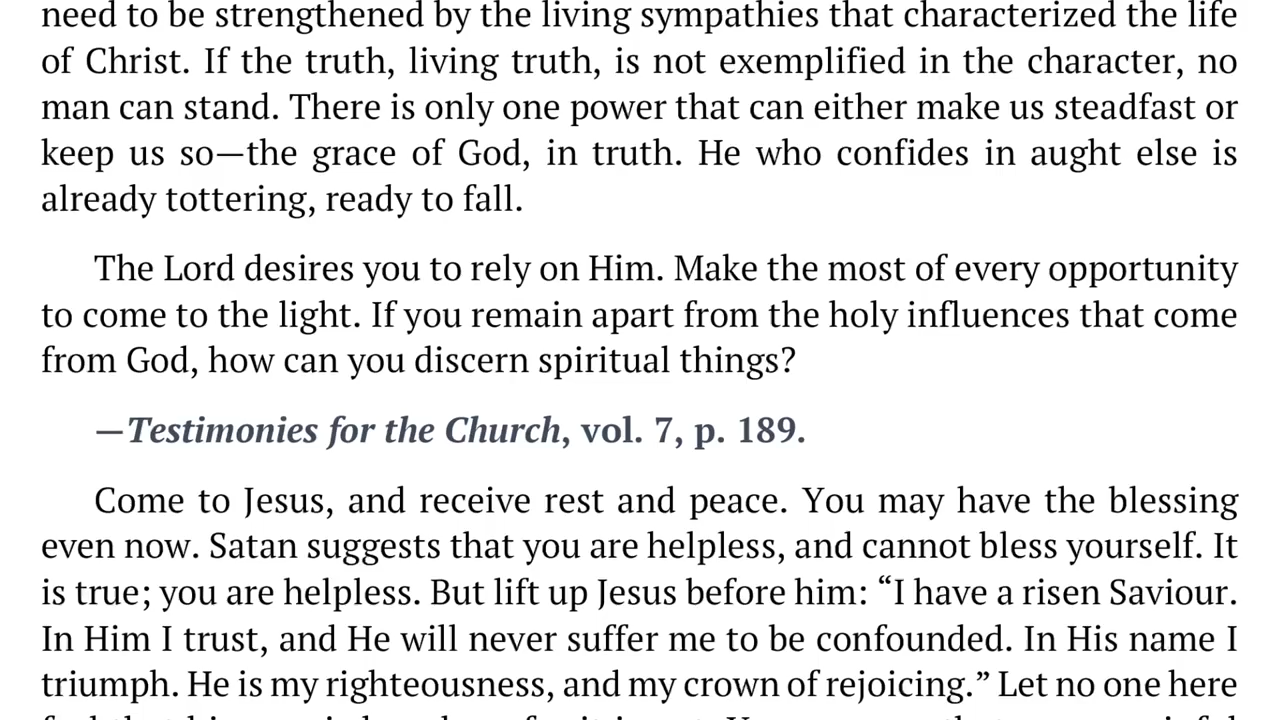 need to be strengthened by the living sympathies that characterized the life
of Christ. If the truth, living truth, is not exemplified in the character, no
man can stand. There is only one power that can either make us steadfast or
keep us so—the grace of God, in truth. He who confides in aught else is
already tottering, ready to fall.
The Lord desires you to rely on Him. Make the most of every opportunity
to come to the light. If you remain apart from the holy influences that come
from God, how can you discern spiritual things?
—Testimonies for the Church, vol. 7, p. 189.
Come to Jesus, and receive rest and peace. You may have the blessing
even now. Satan suggests that you are helpless, and cannot bless yourself. It
is true; you are helpless. But lift up Jesus before him: “I have a risen Saviour.
In Him I trust, and He will never suffer me to be confounded. In His name I
triumph. He is my righteousness, and my crown of rejoicing.” Let no one here